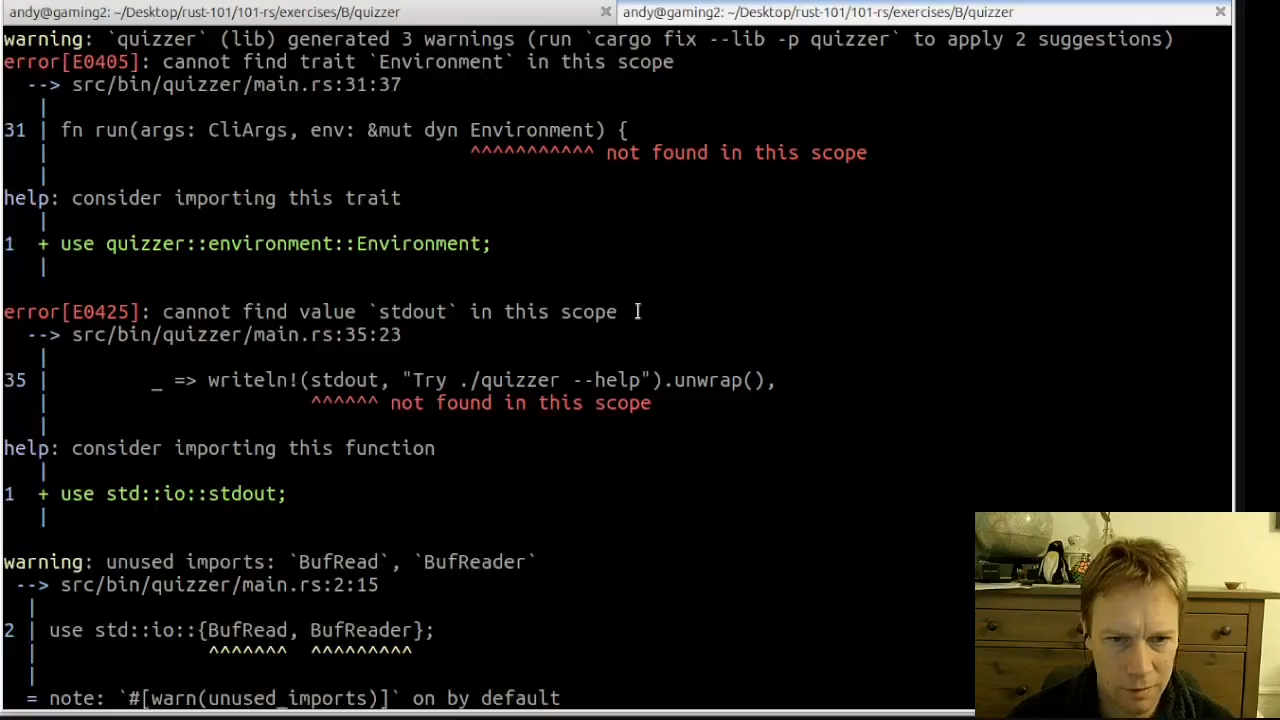 andy@gaming2: ~/Desktop/rust-101/101-rs/exercises/B/quizzer
andy@gaming2: ~/Desktop/rust-101/101-rs/exercises/B/quizzer
warning: `quizzer` (lib) generated 3 warnings (run `cargo fix --lib -p quizzer` to apply 2 suggestions)
error[E0405]: cannot find trait `Environment` in this scope
--> src/bin/quizzer/main.rs:31:37
|
31 | fn run(args: CliArgs, env: &mut dyn Environment) {
| ^^^^^^^^^^^ not found in this scope
|
help: consider importing this trait
|
1 + use quizzer::environment::Environment;
|
error[E0425]: cannot find value `stdout` in this scope
--> src/bin/quizzer/main.rs:35:23
|
35 | _ => writeln!(stdout, "Try ./quizzer --help").unwrap(),
| ^^^^^^ not found in this scope
|
help: consider importing this function
|
1 + use std::io::stdout;
|
warning: unused imports: `BufRead`, `BufReader`
--> src/bin/quizzer/main.rs:2:15
|
2 | use std::io::{BufRead, BufReader};
| ^^^^^^^ ^^^^^^^^^
|
= note: `#[warn(unused_imports)]` on by default